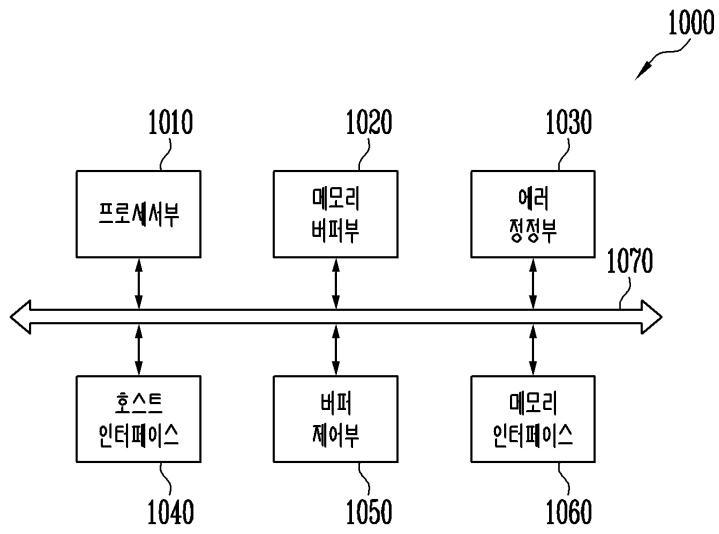 1000
1010
1020
1030
프로세서부
메모리
버퍼부
에러
정정부
1070
호스트
인터페이스
버퍼
제어부
메모리
인터페이스
1040
1050
1060